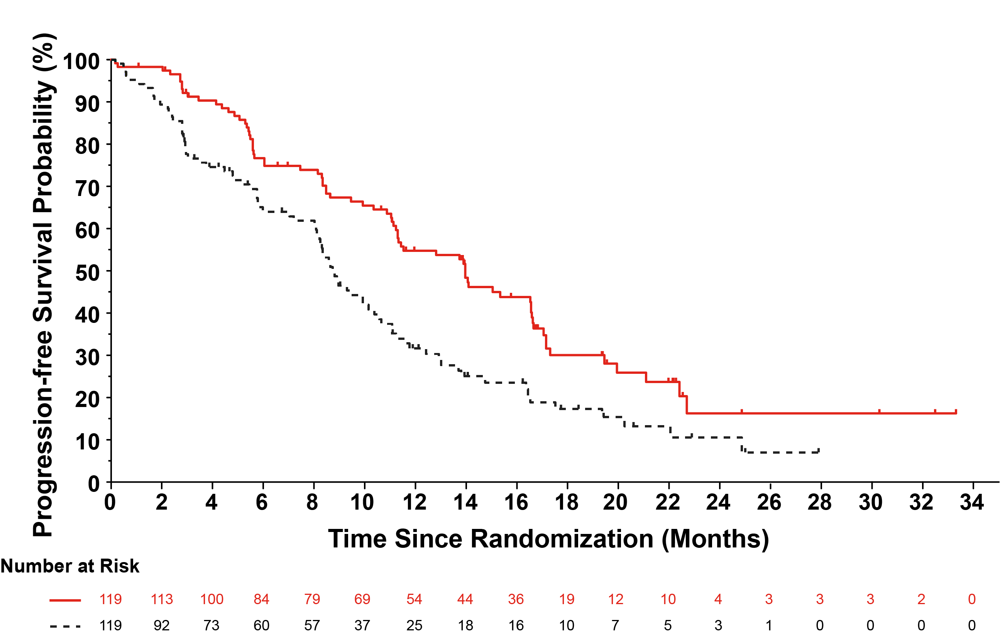 Progression-free Survival Probability (%)
100
90
80
70
60
50
40
30
20
10
0
0 2 4 6 8 10 12 14 16 18 20 22 24 26 28 30 32 34
Time Since Randomization (Months)
Number at Risk
119 113 100 84 79 69 54 44 36 19 12 10 4 3 3 3 2 0
119 92 73 60 57 37 25 18 16 10 7 5 3 1 0 0 0 0